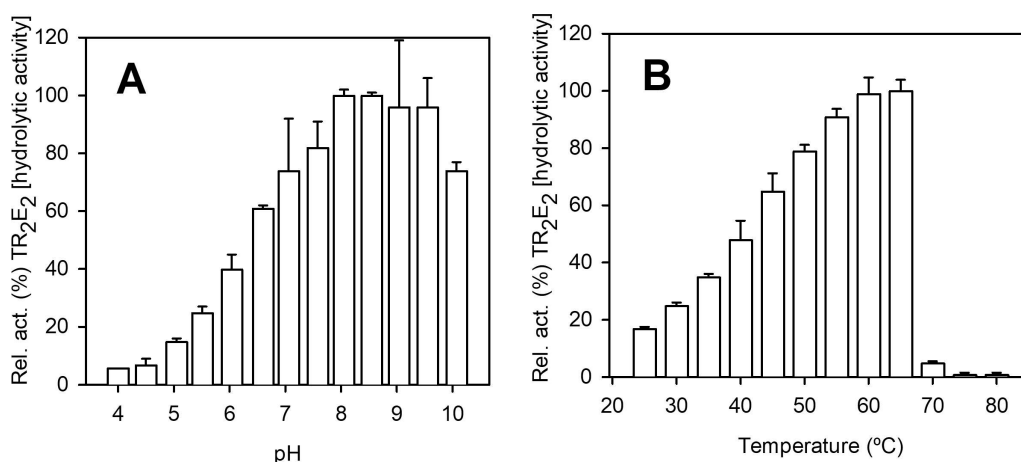 A
Rel. act. (%) TR2E2 [hydrolytic activity]
120
100
80
60
40
20
0
4 5 6 7 8 9 10
pH
B
Rel. act. (%) TR2E2 [hydrolytic activity]
120
100
80
60
40
20
0
20 30 40 50 60 70 80
Temperature (ºC)